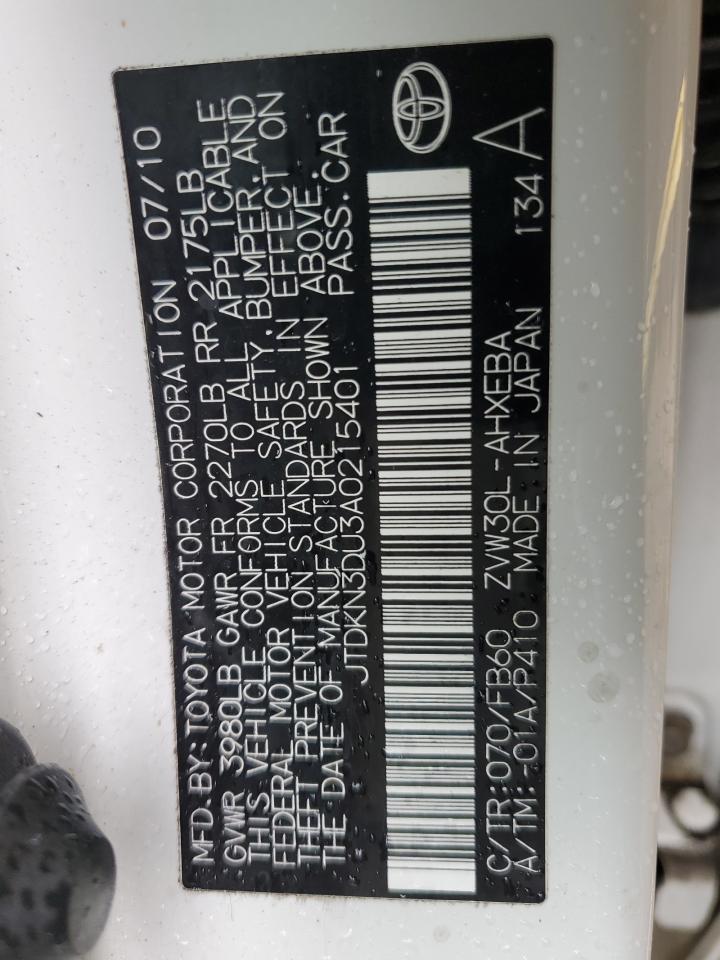 MFD.BY:TOYOTA MOTOR CORPORATION 07/10
GVWR 3980LB GAWR FR 2270LB RR 2175LB
THIS VEHICLE CONFORMS TO ALL APPLICABLE
FEDERAL MOTOR VEHICLE SAFETY,BUMPER,AND
THEFT PREVENTION STANDARDS IN EFFECT ON
THE DATE OF MANUFACTURE SHOWN ABOVE.
JTDKN3DU3A0215401 PASS.CAR
C/TR:070/FB60 ZVW30L-AHXEBA 134A
A/TM:-01A/P410 MADE IN JAPAN